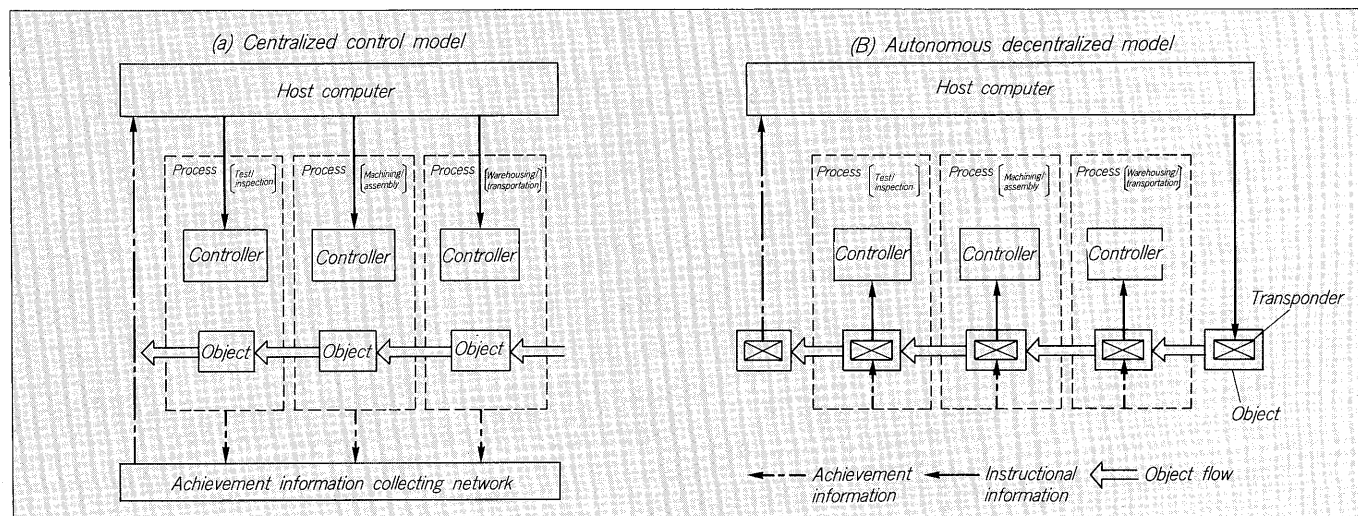 (a) Centralized control model
Host computer
Process
Test/
inspection
Process
Machining/
assembly
Process
Warehousing/
transportation
Controller
Controller
Controller
Object
Object
Object
Achievement information collecting network
(B) Autonomous decentralized model
Host computer
Process
Test/
inspection
Process
Machining/
assembly
Process
Warehousing/
transportation
Controller
Controller
Controller
Transponder
Object
Achievement
information
Instructional
information
Object flow